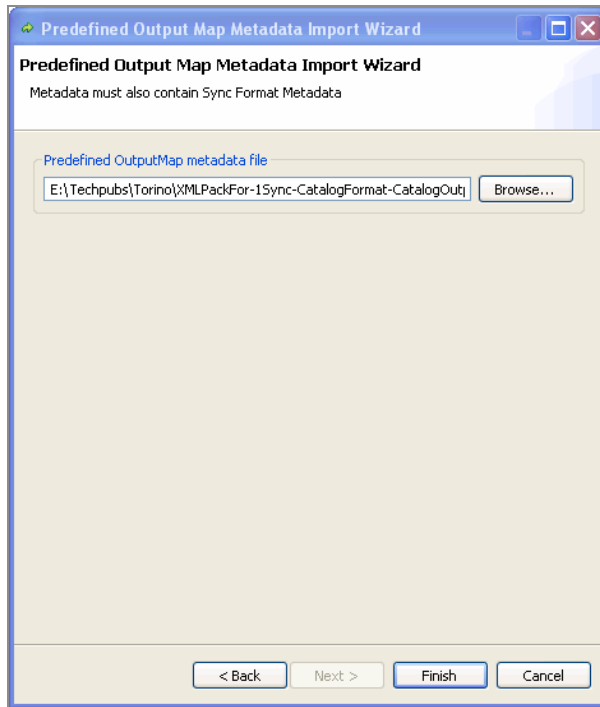 Predefined Output Map Metadata Import Wizard
Predefined Output Map Metadata Import Wizard
Metadata must also contain Sync Format Metadata
Predefined OutputMap metadata file
E:\Techpubs\Torino\XMLPackFor-1Sync-CatalogFormat-CatalogOut
Browse...
< Back
Next >
Finish
Cancel